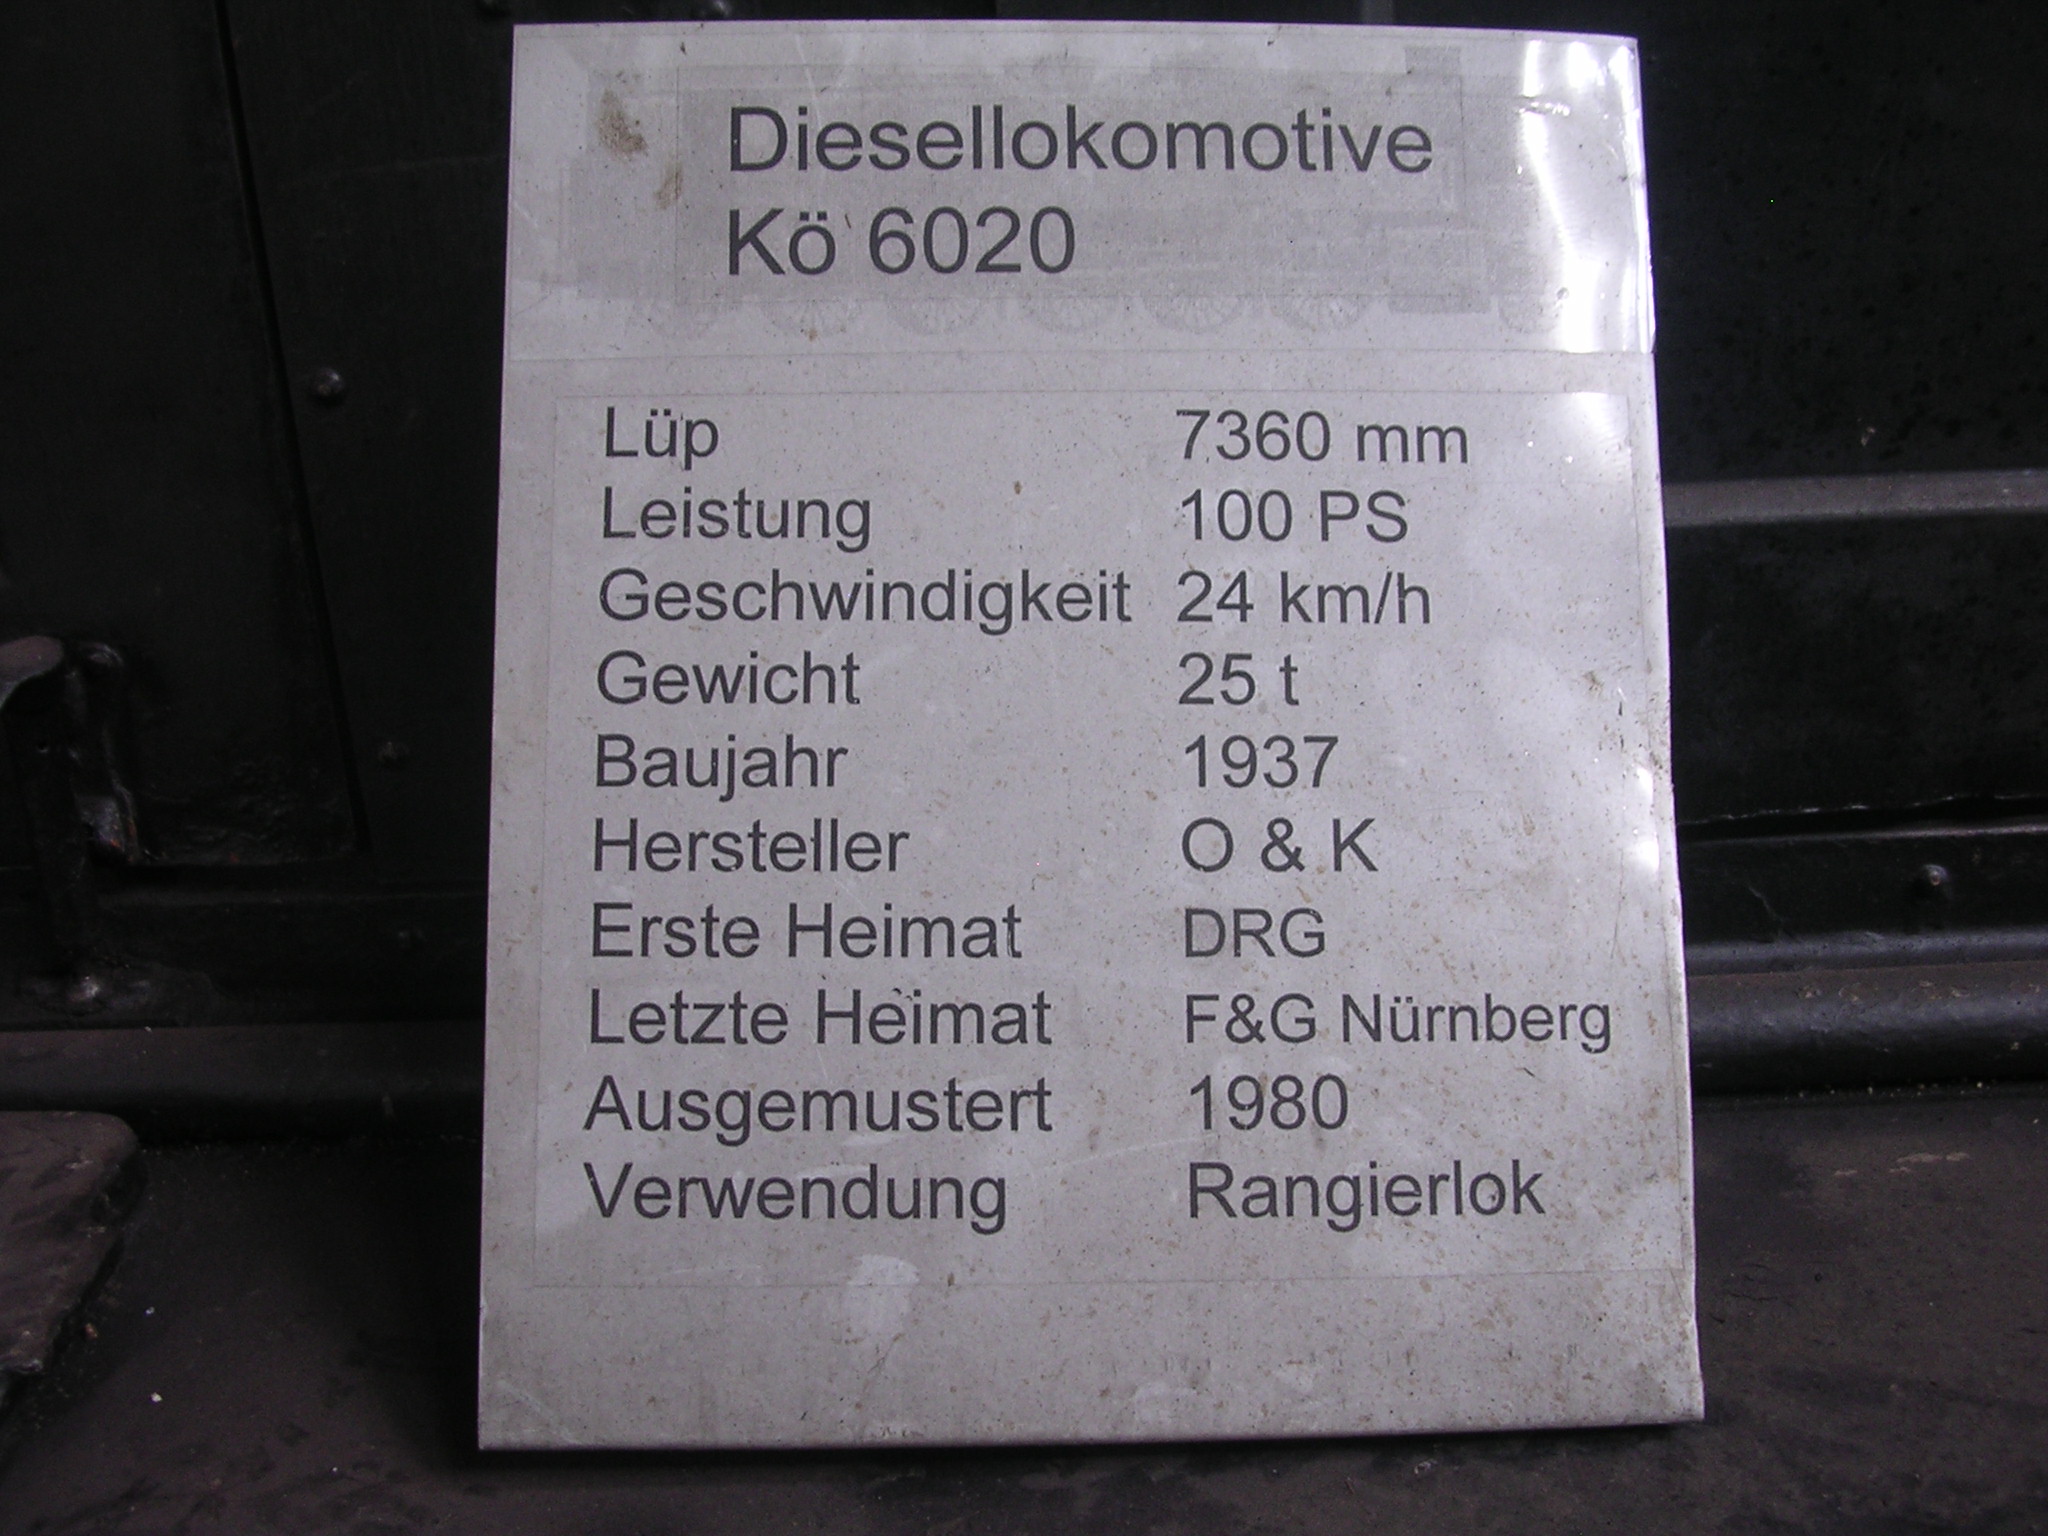 Diesellokomotive
Kö 6020
Lüp 7360 mm
Leistung 100 PS
Geschwindigkeit 24 km/h
Gewicht 25 t
Baujahr 1937
Hersteller O & K
Erste Heimat DRG
Letzte Heimat F&G Nürnberg
Ausgemustert 1980
Verwendung Rangierlok